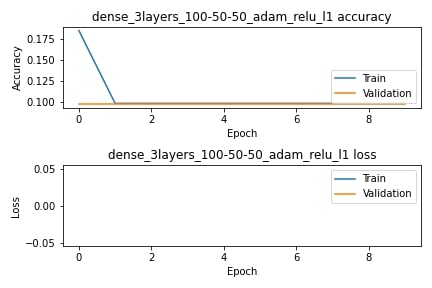 dense_3layers_100-50-50_adam_relu_l1 accuracy
0.175
0.150
0.125
0.100
Accuracy
Train
Validation
0 2 4 6 8
Epoch
dense_3layers_100-50-50_adam_relu_l1 loss
0.05
0.00
−0.05
Loss
Train
Validation
0 2 4 6 8
Epoch